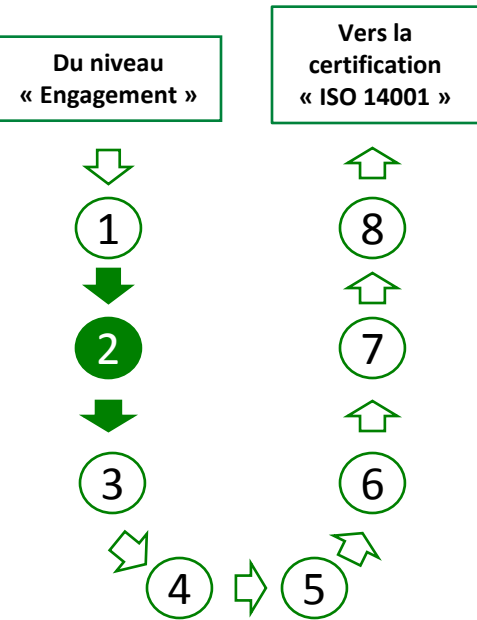 Du niveau
« Engagement »
Vers la
certification
« ISO 14001 »
1
2
3
4
5
6
7
8